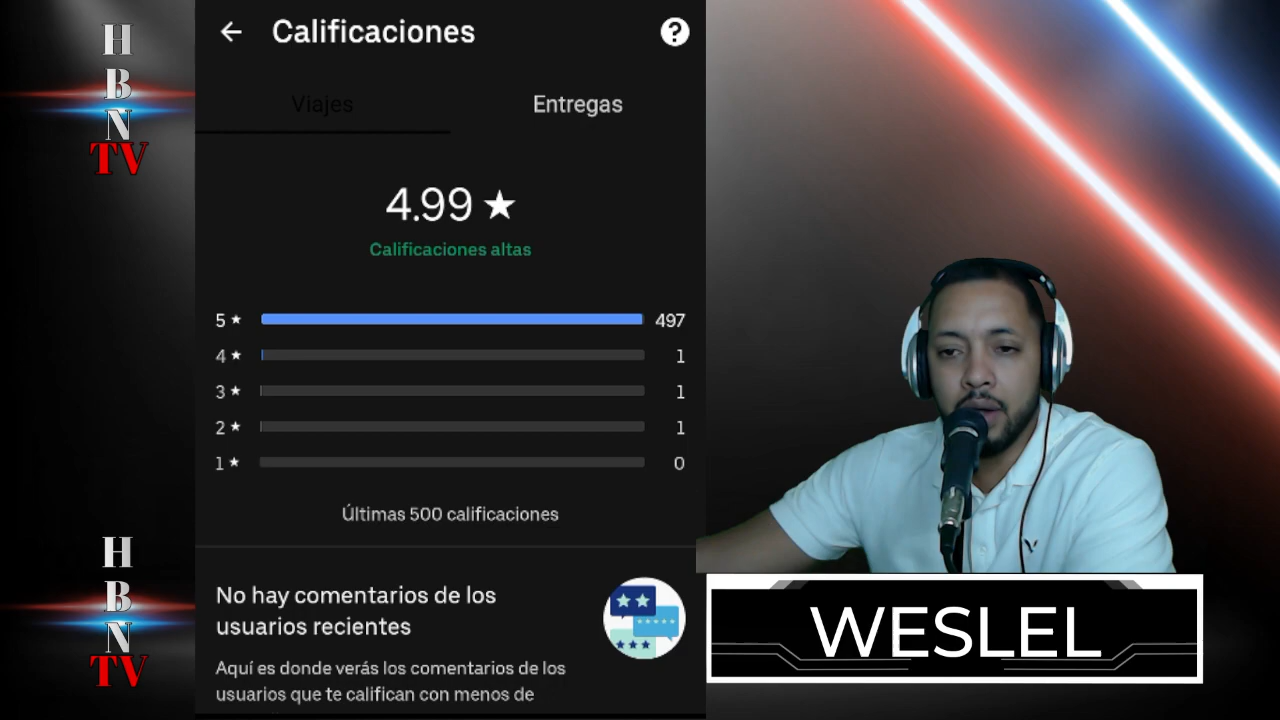 H
B
N
TV
← Calificaciones ?
Viajes Entregas
4.99 ★
Calificaciones altas
5 ★ 497
4 ★ 1
3 ★ 1
2 ★ 1
1 ★ 0
Últimas 500 calificaciones
No hay comentarios de los
usuarios recientes
Aquí es donde verás los comentarios de los
usuarios que te califican con menos de
H
B
N
TV
WESLEL